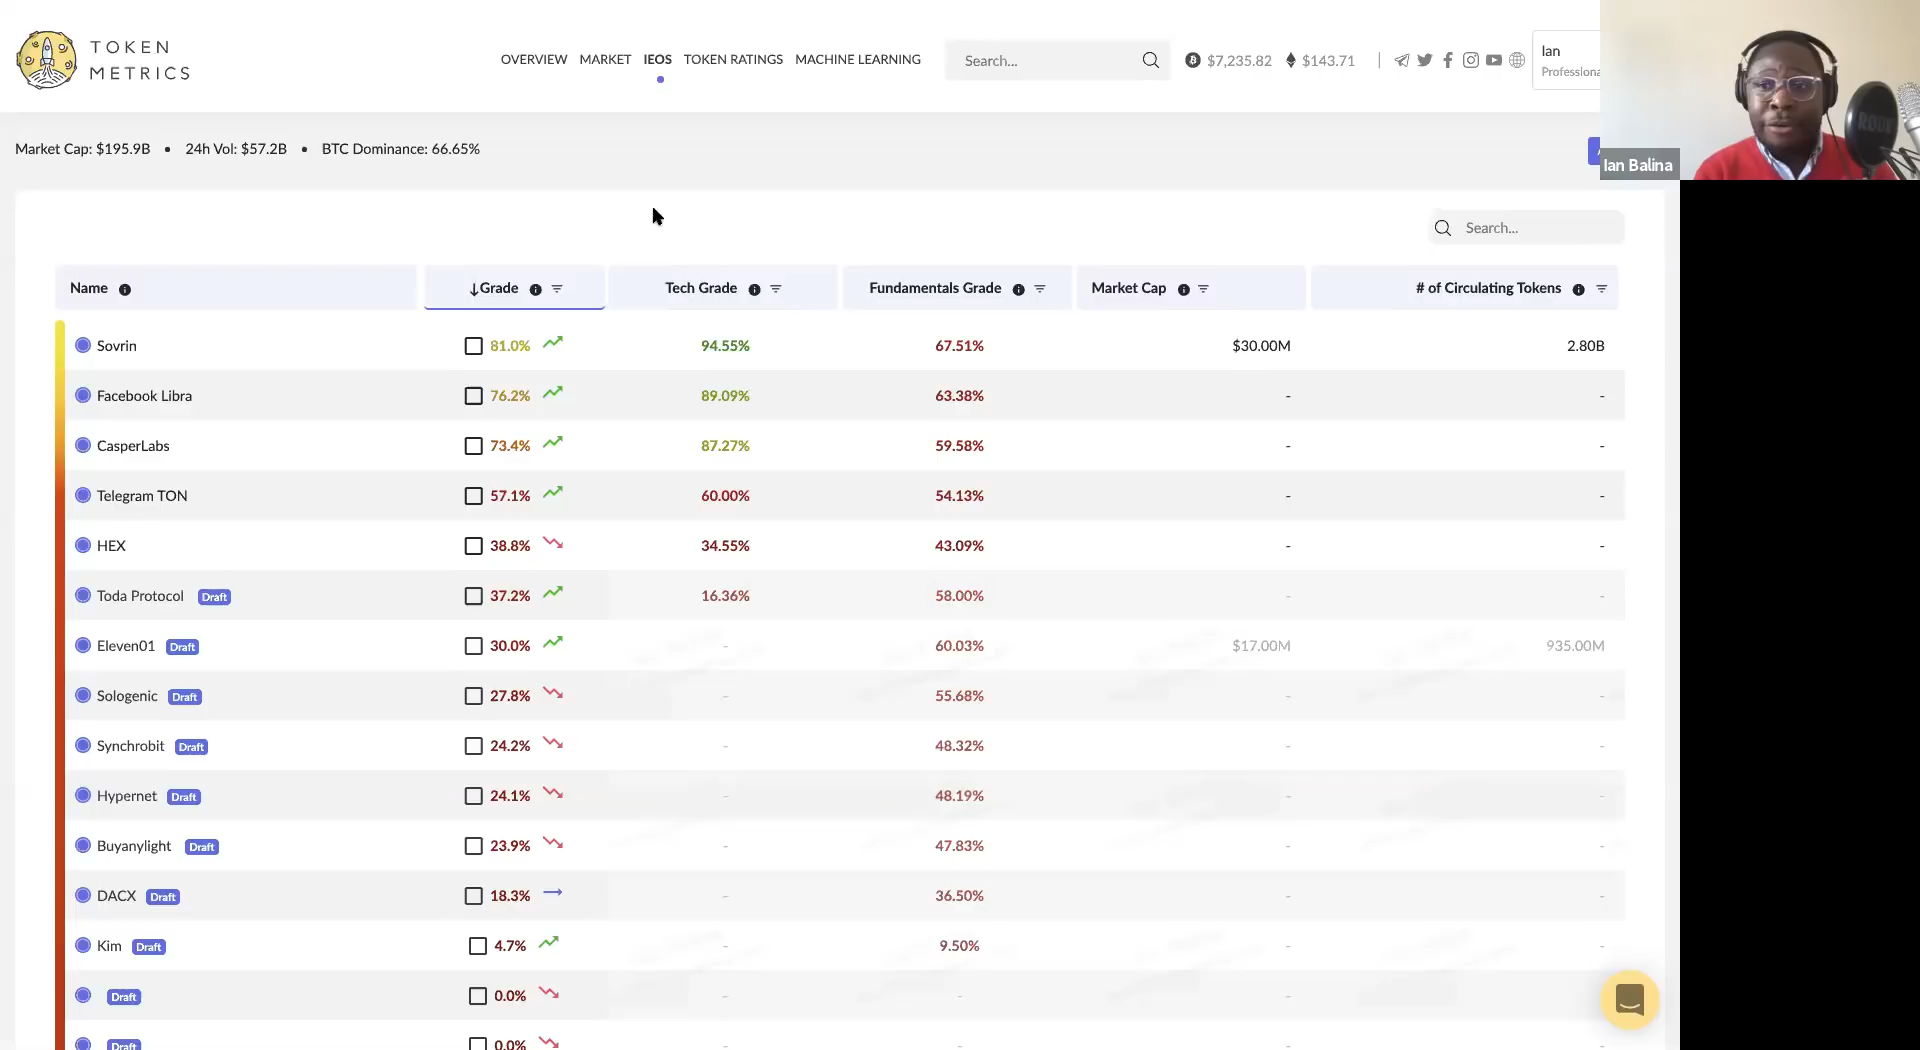 TOKEN
METRICS
OVERVIEW MARKET IEOS TOKEN RATINGS MACHINE LEARNING
Search...
$7,235.82 $143.71
Ian
Professiona
Market Cap: $195.9B • 24h Vol: $57.2B • BTC Dominance: 66.65%
Ian Balina
RODE
Search...
Name ↓Grade Tech Grade Fundamentals Grade Market Cap # of Circulating Tokens
Sovrin 81.0% 94.55% 67.51% $30.00M 2.80B
Facebook Libra 76.2% 89.09% 63.38% - -
CasperLabs 73.4% 87.27% 59.58% - -
Telegram TON 57.1% 60.00% 54.13% - -
HEX 38.8% 34.55% 43.09% - -
Toda Protocol Draft 37.2% 16.36% 58.00% - -
Eleven01 Draft 30.0% - 60.03% $17.00M 935.00M
Sologenic Draft 27.8% - 55.68% - -
Synchrobit Draft 24.2% - 48.32% - -
Hypernet Draft 24.1% - 48.19% - -
Buyanylight Draft 23.9% - 47.83% - -
DACX Draft 18.3% - 36.50% - -
Kim Draft 4.7% - 9.50% - -
Draft 0.0% - - - -
Draft 0.0% - - - -